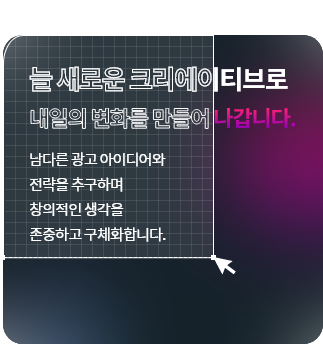 늘 새로운 크리에이티브로
내일의 변화를 만들어 나갑니다.
남다른 광고 아이디어와
전략을 추구하며
창의적인 생각을
존중하고 구체화합니다.